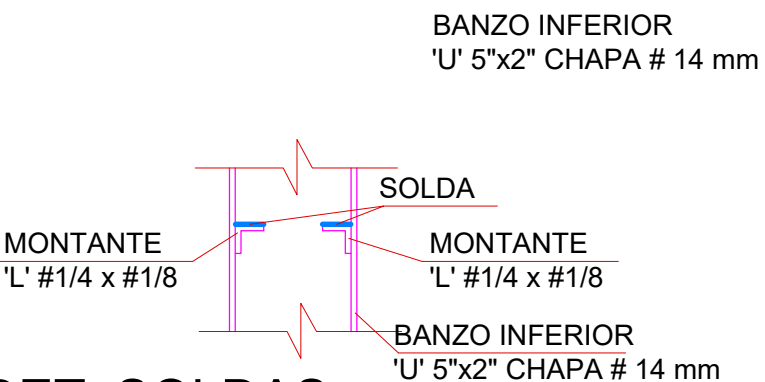 BANZO INFERIOR
'U' 5"x2" CHAPA # 14 mm
SOLDA
MONTANTE
'L' #1/4 x #1/8
MONTANTE
'L' #1/4 x #1/8
BANZO INFERIOR
'U' 5"x2" CHAPA # 14 mm